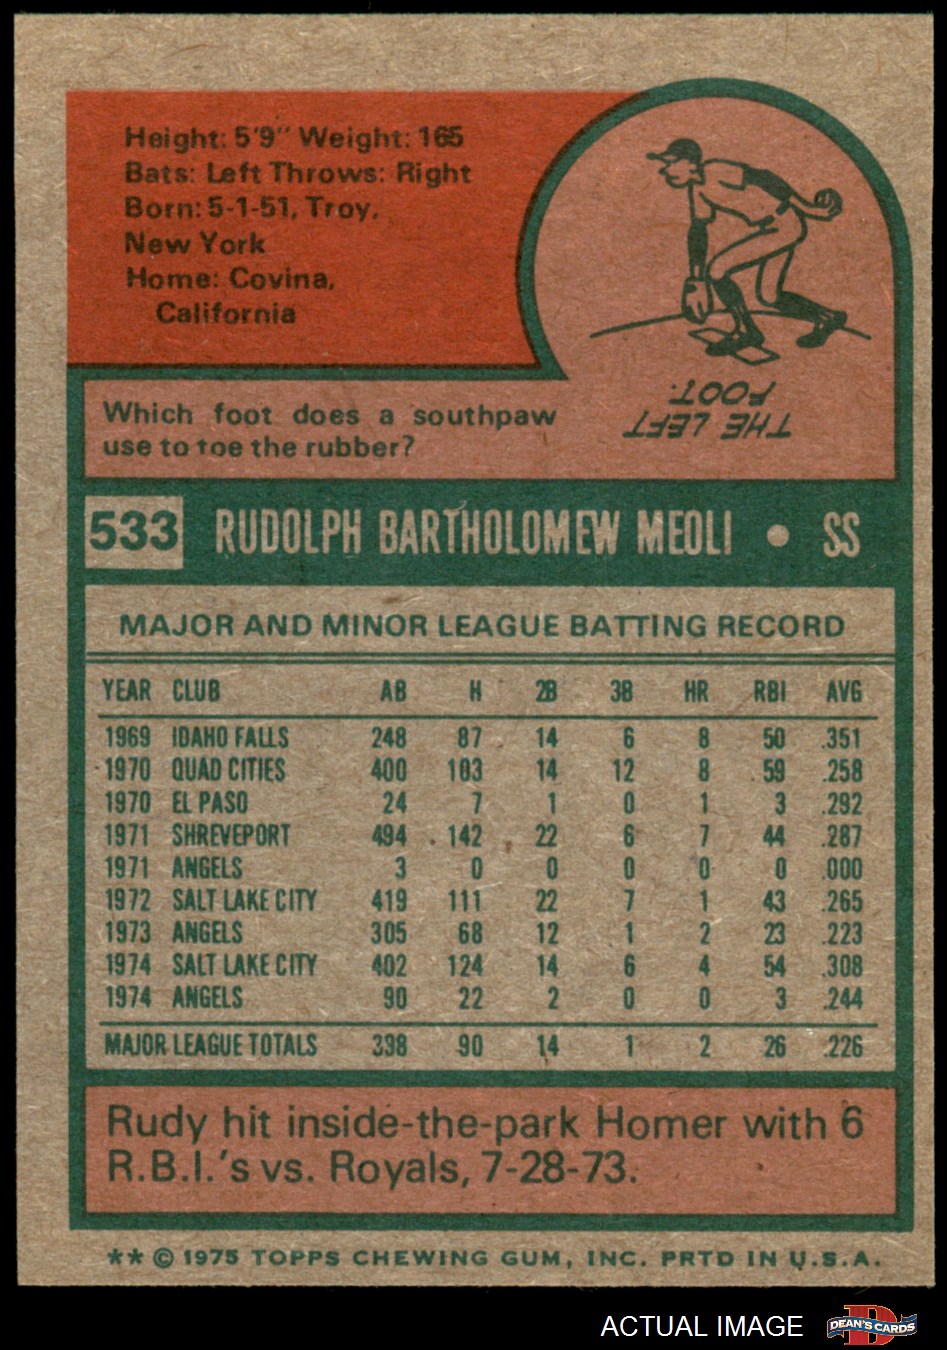 Height: 5'9" Weight: 165
Bats: Left Throws: Right
Born: 5-1-51, Troy,
New York
Home: Covina,
California
Which foot does a southpaw
use to toe the rubber?
THE LEFT
FOOT.
533 RUDOLPH BARTHOLOMEW MEOLI • SS
MAJOR AND MINOR LEAGUE BATTING RECORD
YEAR CLUB AB H 2B 3B HR RBI AVG
1969 IDAHO FALLS 248 87 14 6 8 50 .351
1970 QUAD CITIES 400 103 14 12 8 59 .258
1970 EL PASO 24 7 1 0 1 3 .292
1971 SHREVEPORT 494 142 22 6 7 44 .287
1971 ANGELS 3 0 0 0 0 0 .000
1972 SALT LAKE CITY 419 111 22 7 1 43 .265
1973 ANGELS 305 68 12 1 2 23 .223
1974 SALT LAKE CITY 402 124 14 6 4 54 .308
1974 ANGELS 90 22 2 0 0 3 .244
MAJOR LEAGUE TOTALS 398 90 14 1 2 26 .226
Rudy hit inside-the-park Homer with 6
R.B.I.'s vs. Royals, 7-28-73.
** © 1975 TOPPS CHEWING GUM, INC. PRTD IN U.S.A.
ACTUAL IMAGE
D
DEAN'S CARDS